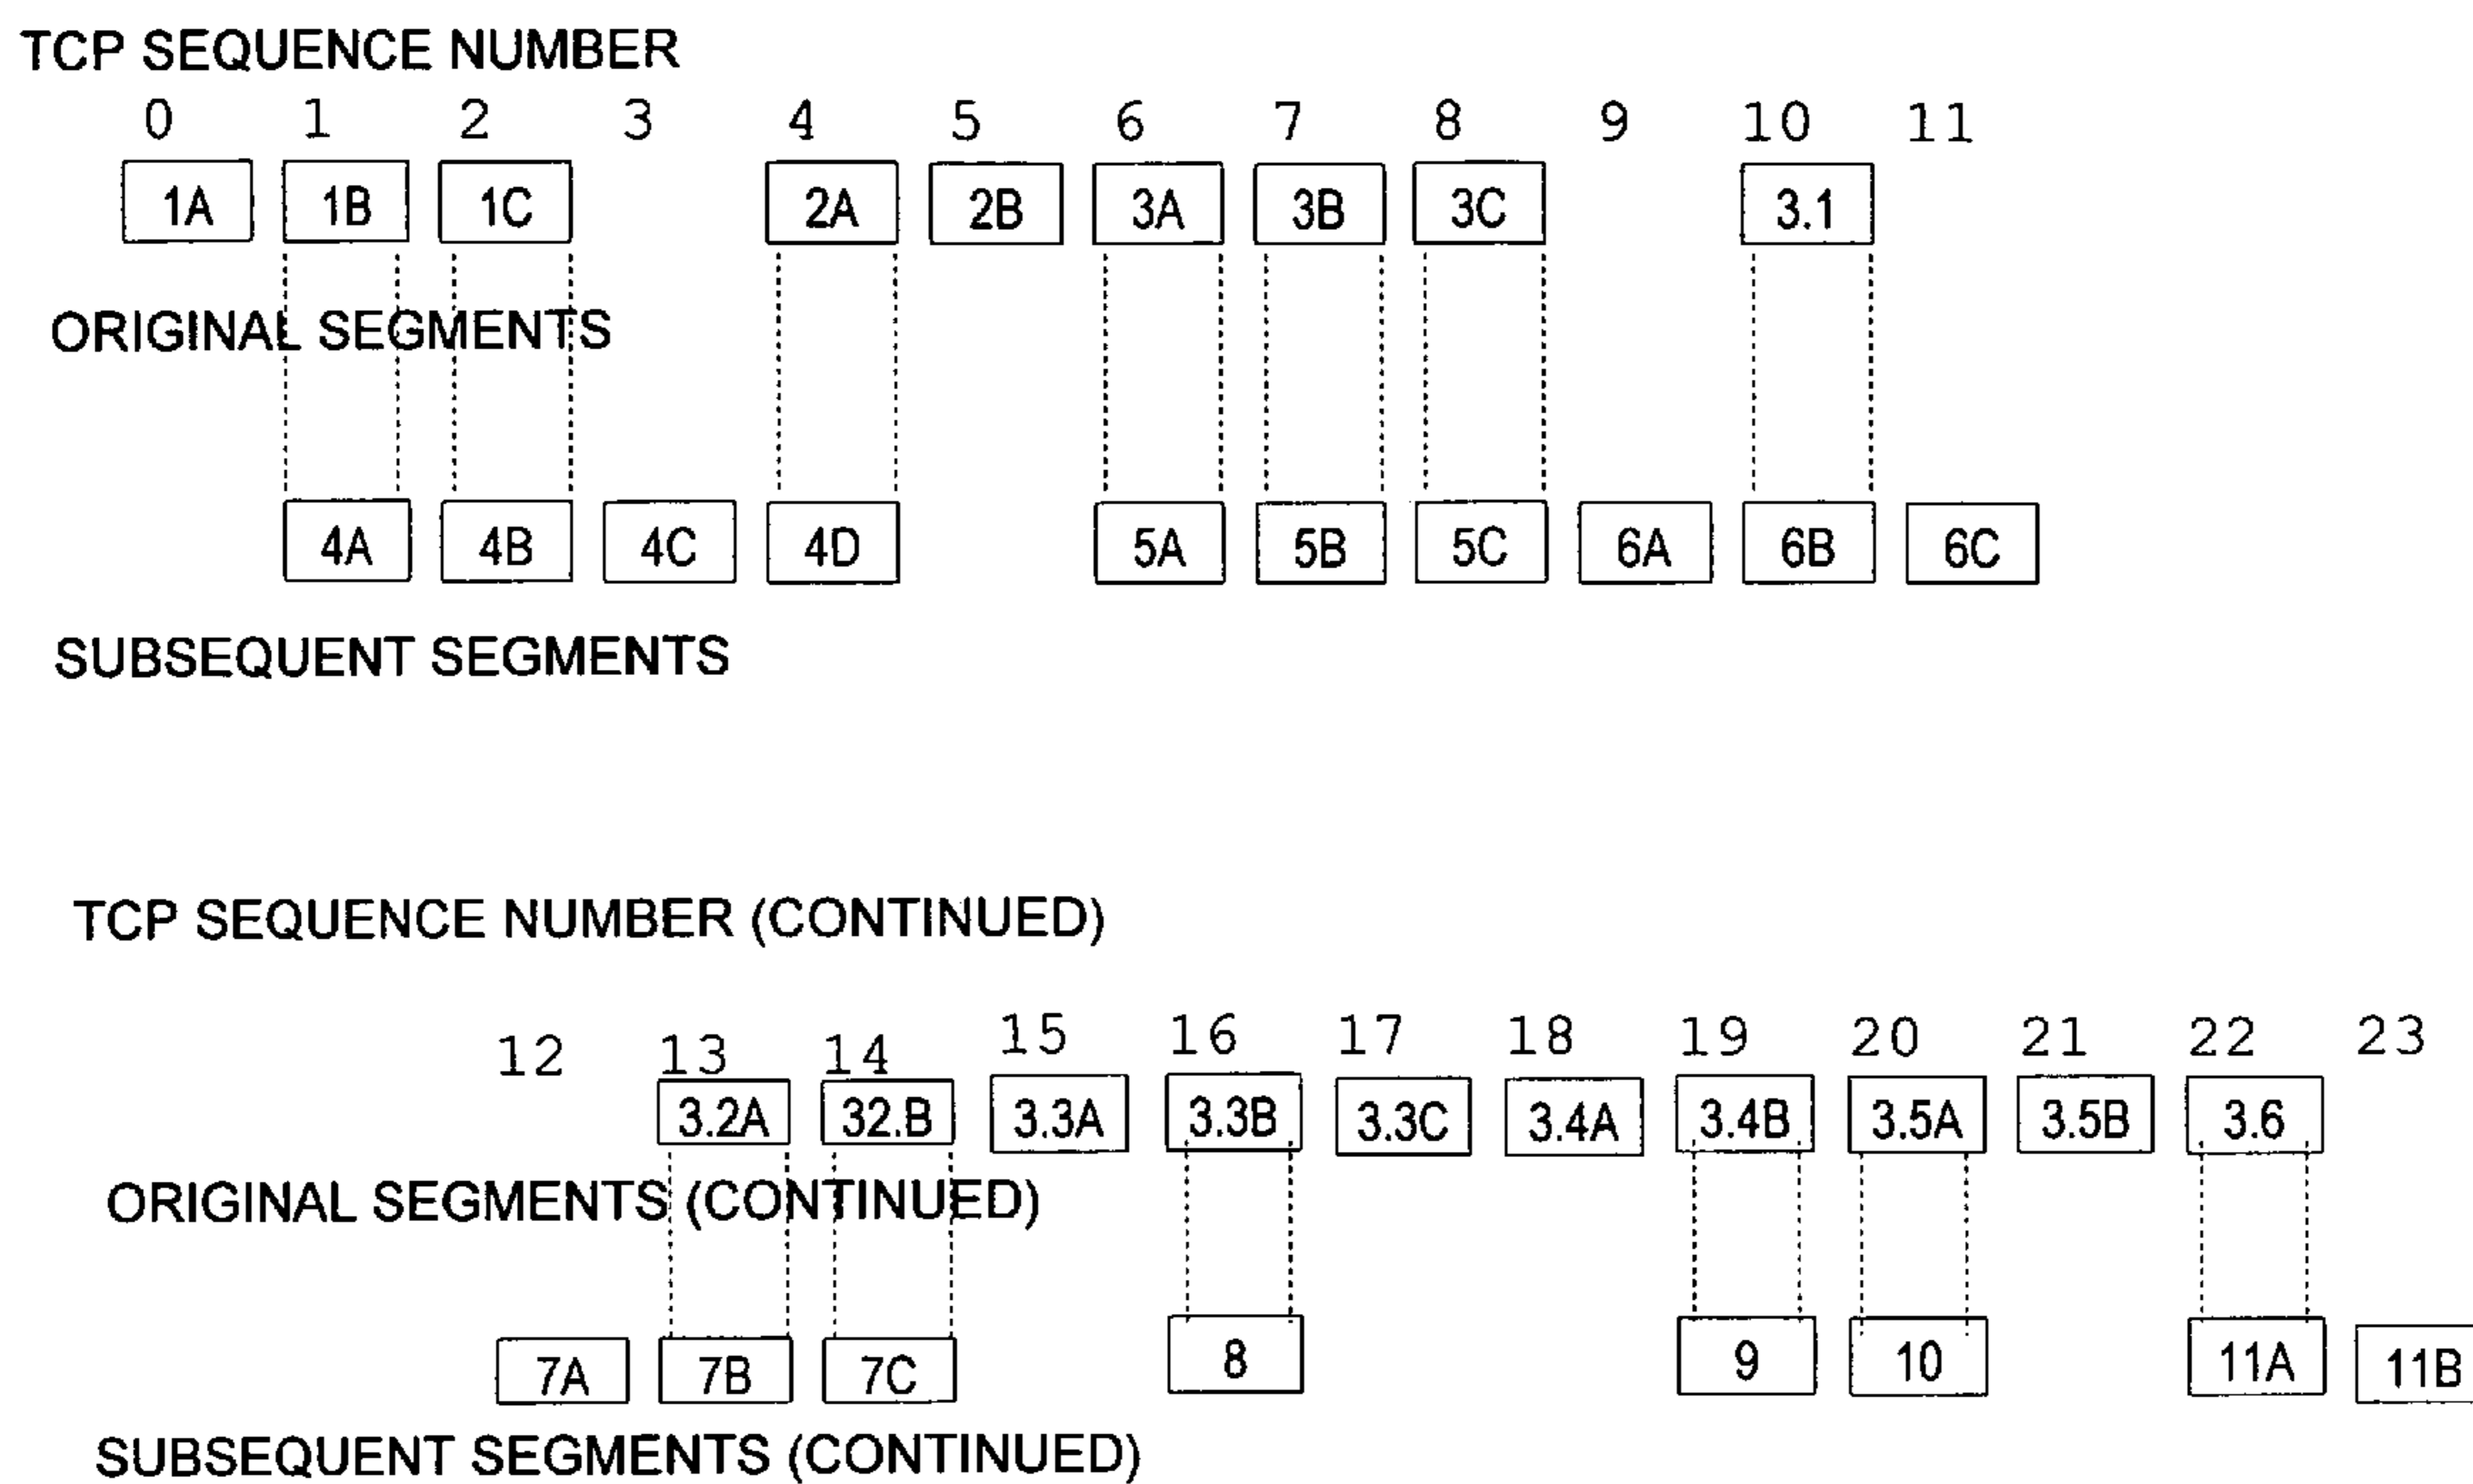 TCP SEQUENCE NUMBER
0 1 2 3 4 5 6 7 8 9 10 11
1A 1B 1C 2A 2B 3A 3B 3C 3.1
ORIGINAL SEGMENTS
4A 4B 4C 4D 5A 5B 5C 6A 6B 6C
SUBSEQUENT SEGMENTS
TCP SEQUENCE NUMBER (CONTINUED)
12 13 14 15 16 17 18 19 20 21 22 23
3.2A 32.B 3.3A 3.3B 3.3C 3.4A 3.4B 3.5A 3.5B 3.6
ORIGINAL SEGMENTS (CONTINUED)
7A 7B 7C 8 9 10 11A 11B
SUBSEQUENT SEGMENTS (CONTINUED)